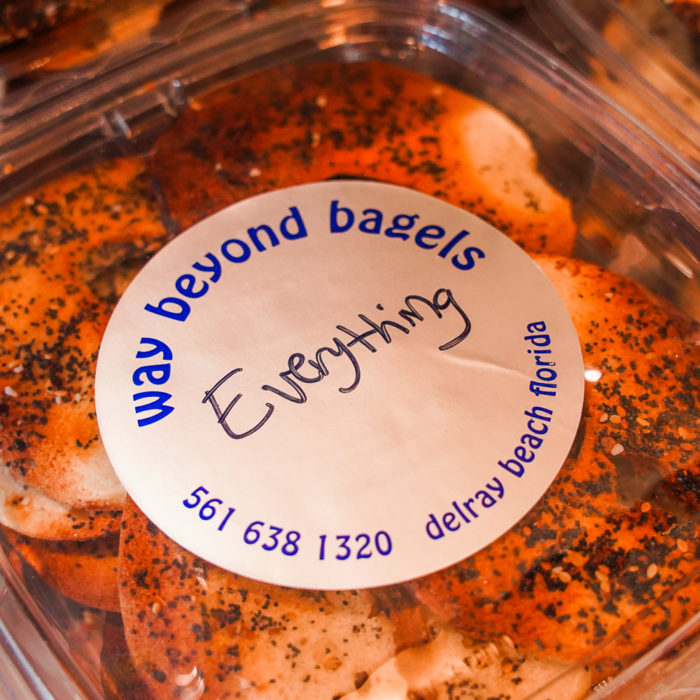 way beyond bagels
Everything
561 638 1320
delray beach florida